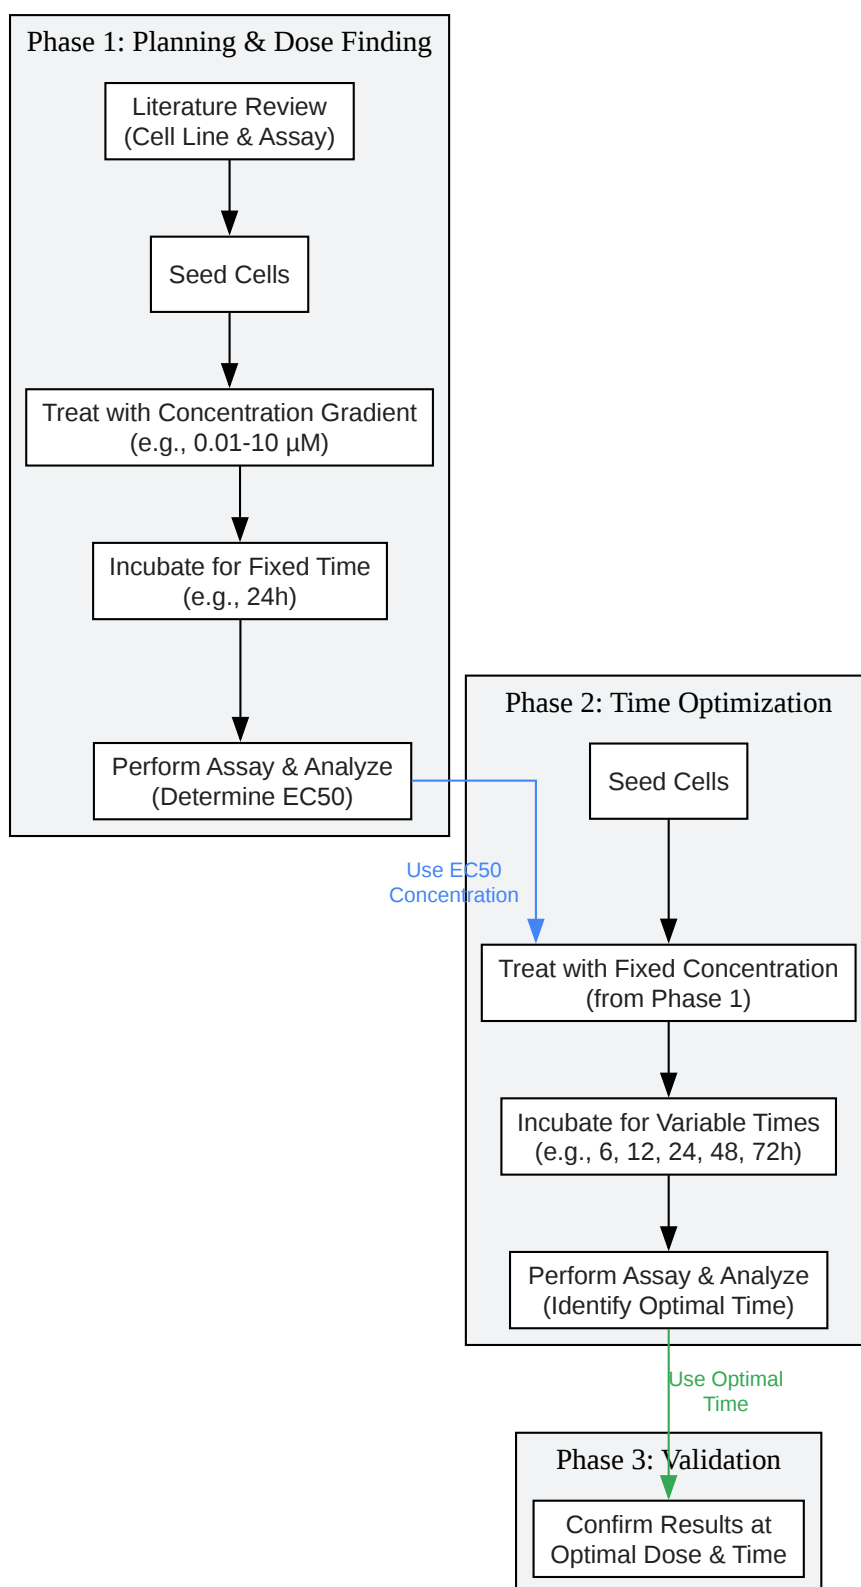 Phase 1: Planning & Dose Finding
Literature Review
(Cell Line & Assay)
Seed Cells
Treat with Concentration Gradient
(e.g., 0.01-10 µM)
Incubate for Fixed Time
(e.g., 24h)
Perform Assay & Analyze
(Determine EC50)
Use EC50
Concentration
Phase 2: Time Optimization
Seed Cells
Treat with Fixed Concentration
(from Phase 1)
Incubate for Variable Times
(e.g., 6, 12, 24, 48, 72h)
Perform Assay & Analyze
(Identify Optimal Time)
Use Optimal
Time
Phase 3: Validation
Confirm Results at
Optimal Dose & Time